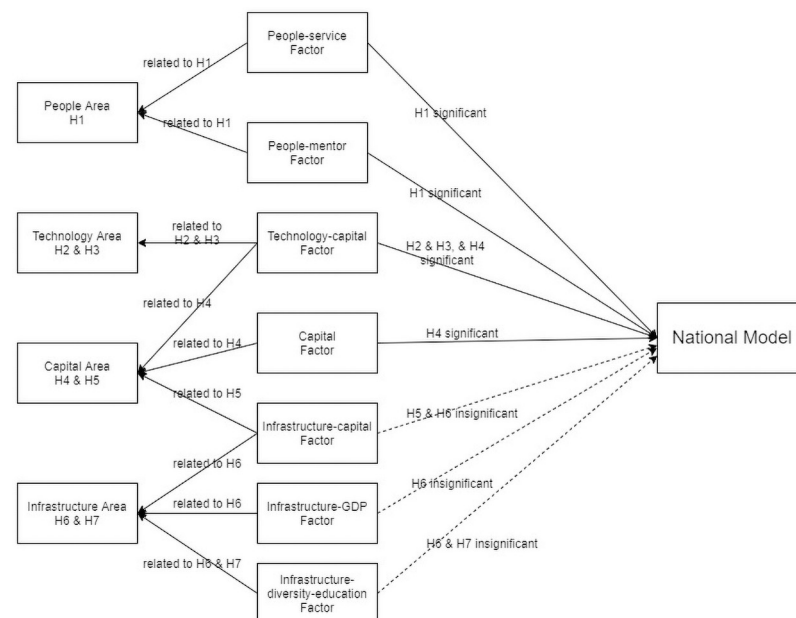 People-service
Factor
related to H1
People Area
H1
H1 significant
related to H1
People-mentor
Factor
H1 significant
Technology Area
H2 & H3
related to
H2 & H3
Technology-capital
Factor
H2 & H3, & H4
significant
related to H4
Capital
Factor
H4 significant
National Model
related to H4
Capital Area
H4 & H5
related to H5
Infrastructure-capital
Factor
H5 & H6 insignificant
related to H6
Infrastructure Area
H6 & H7
related to H6
Infrastructure-GDP
Factor
H6 insignificant
related to H6 & H7
H6 & H7 insignificant
Infrastructure-
diversity-education
Factor